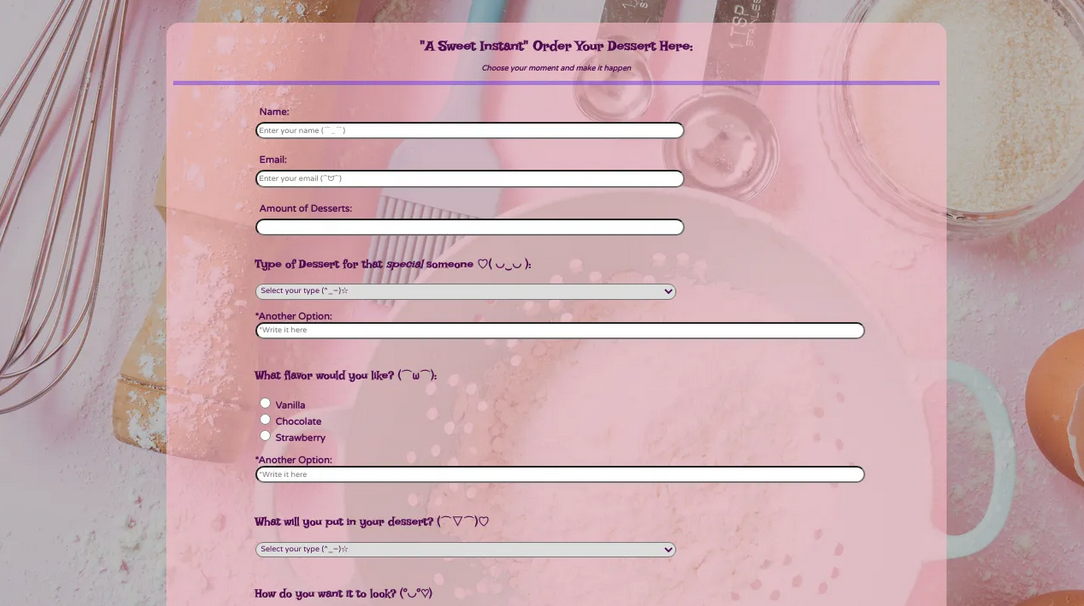 "A Sweet Instant" Order Your Dessert Here:
Choose your moment and make it happen
Name:
Enter your name (⌒_⌒)
Email:
Enter your email (˘ᗢ˘)
Amount of Desserts:
Type of Dessert for that special someone ♡( ◡‿◡ ):
Select your type (^_~)☆
*Another Option:
*Write it here
What flavor would you like? (⌒ω⌒):
Vanilla
Chocolate
Strawberry
*Another Option:
*Write it here
What will you put in your dessert? (⌒▽⌒)♡
Select your type (^_~)☆
How do you want it to look? (°◡°♡)
1 TBSP
STAINLESS